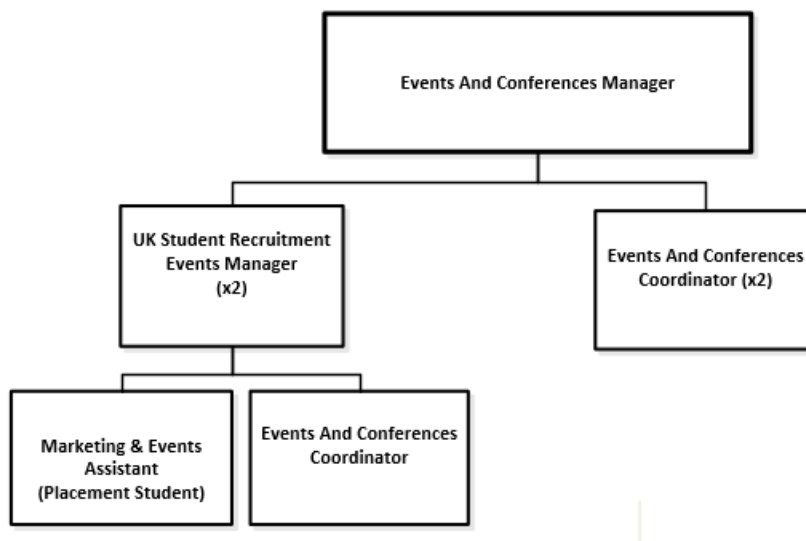 Events And Conferences Manager
UK Student Recruitment
Events Manager
(x2)
Events And Conferences
Coordinator (x2)
Marketing & Events
Assistant
(Placement Student)
Events And Conferences
Coordinator